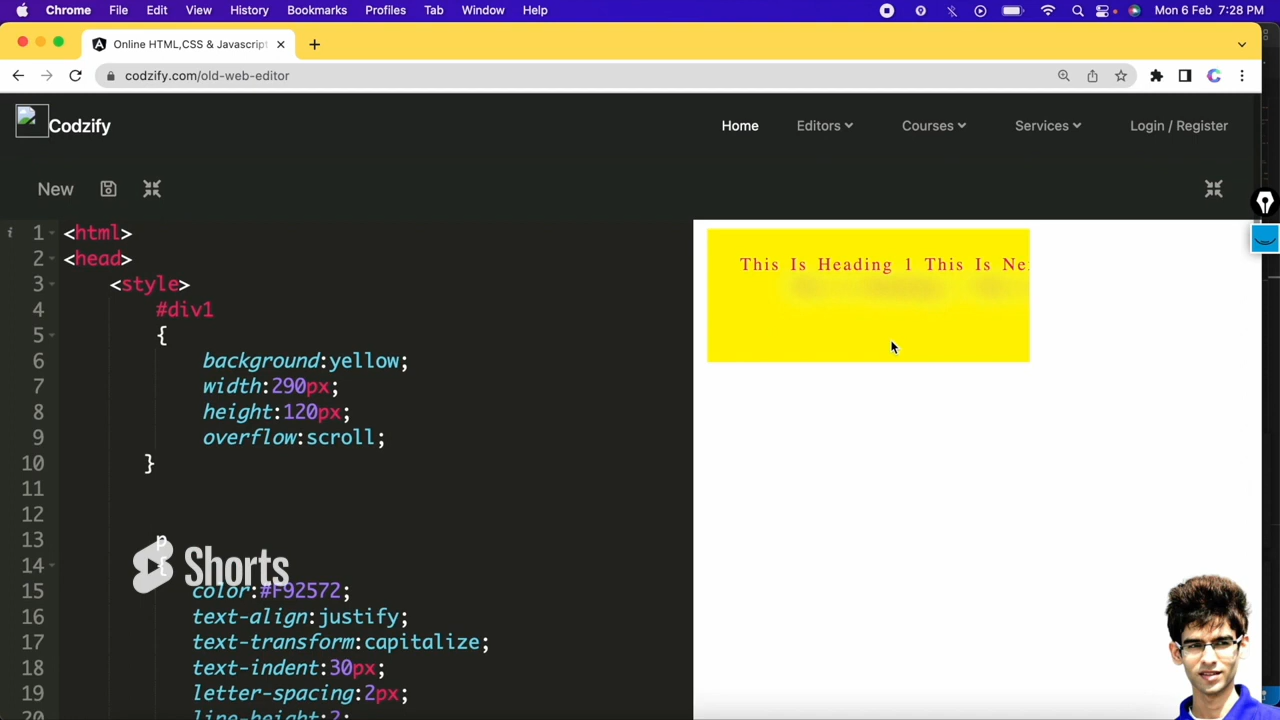 Chrome File Edit View History Bookmarks Profiles Tab Window Help Mon 6 Feb 7:28 PM
Online HTML,CSS & Javascript
codzify.com/old-web-editor
Codzify Home Editors Courses Services Login / Register
New
1 <html>
2 <head>
3 <style>
4 #div1
5 {
6 background:yellow;
7 width:290px;
8 height:120px;
9 overflow:scroll;
10 }
11
12
13 p
14 {
15 color:#F92572;
16 text-align:justify;
17 text-transform:capitalize;
18 text-indent:30px;
19 letter-spacing:2px;
20 line-height:2;
This Is Heading 1 This Is
Shorts